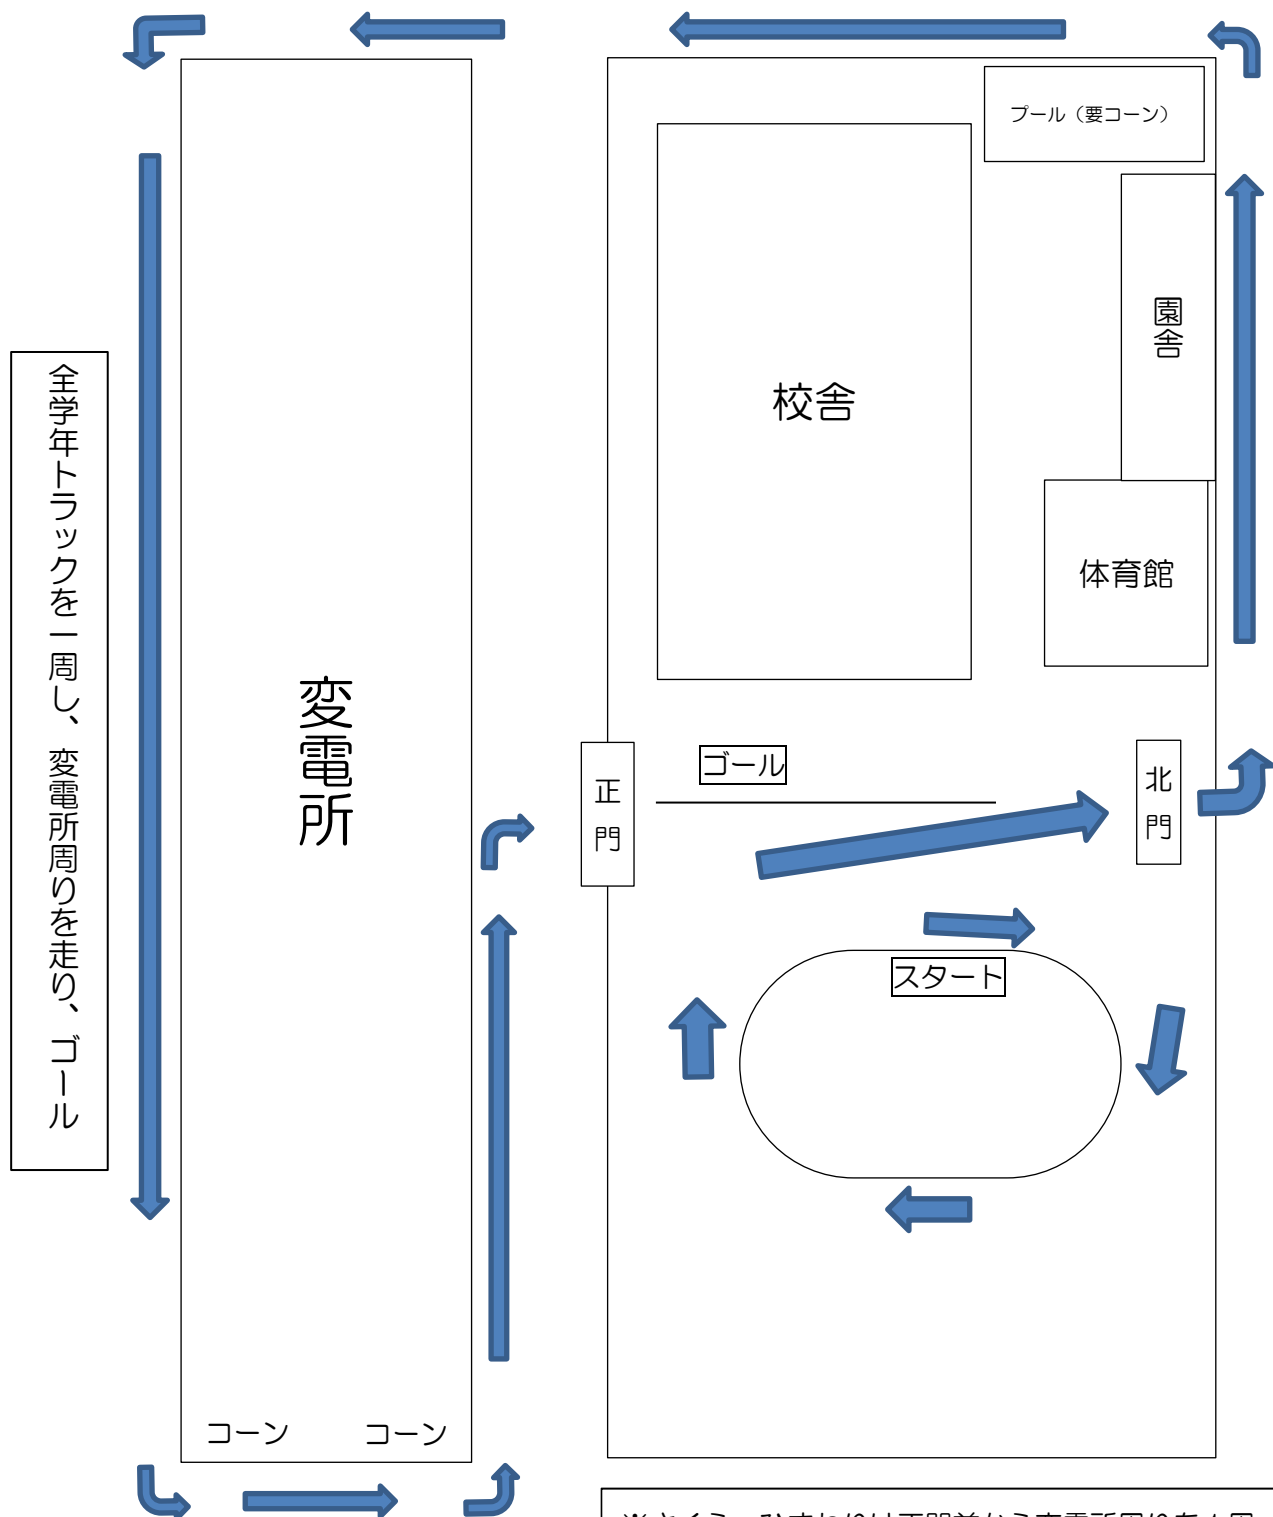 プール（要コーン）
園舎
校舎
体育館
全学年トラックを一周し、変電所周りを走り、ゴール
変電所
正門
ゴール
北門
スタート
コーン
コーン